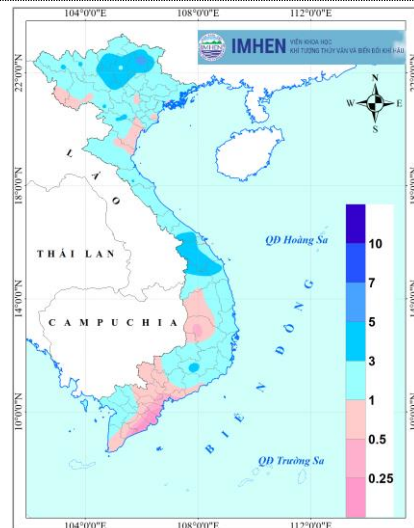 104°0'0"E 108°0'0"E 112°0'0"E
IMHEN VIỆN KHOA HỌC
KHÍ TƯỢNG THỦY VĂN VÀ BIẾN ĐỔI KHÍ HẬU
22°0'0"N
N
W E
S
LÀO
18°0'0"N
QĐ Hoàng Sa
THÁI LAN
10
7
14°0'0"N
CAMPUCHIA
5
3
BIỂN ĐÔNG
1
10°0'0"N
0.5
QĐ Trường Sa
0.25
104°0'0"E 108°0'0"E 112°0'0"E